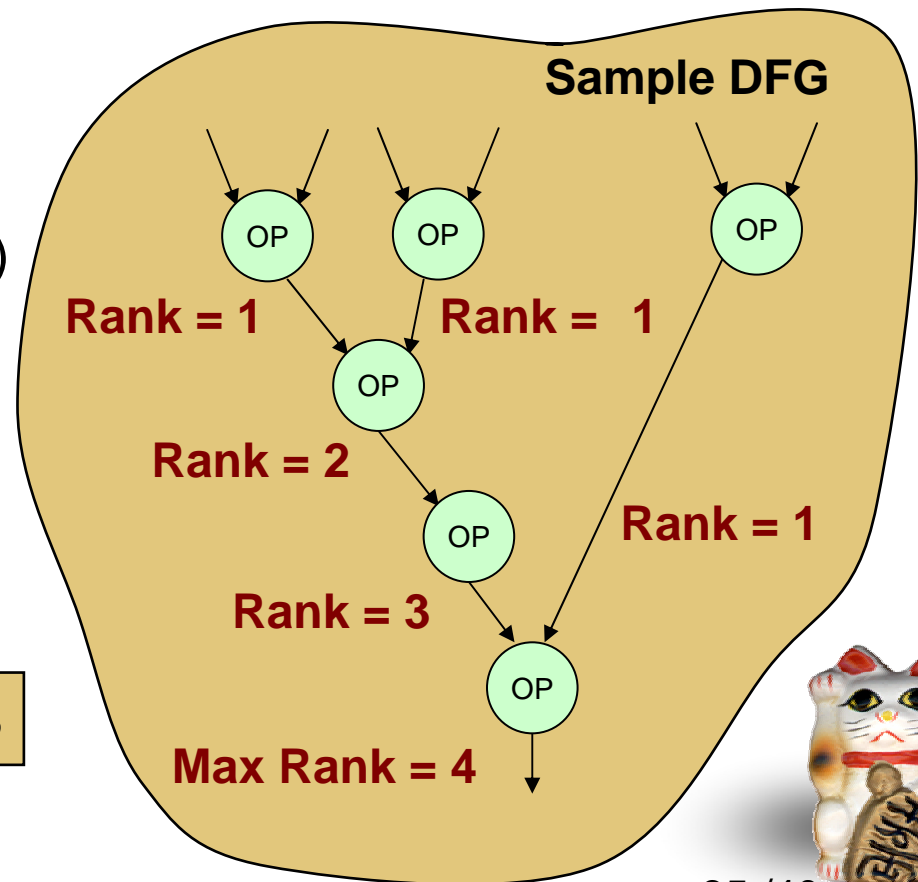 Sample DFG
OP OP OP
)
Rank = 1 Rank = 1
OP
Rank = 2
Rank = 1
OP
Rank = 3
OP
Max Rank = 4